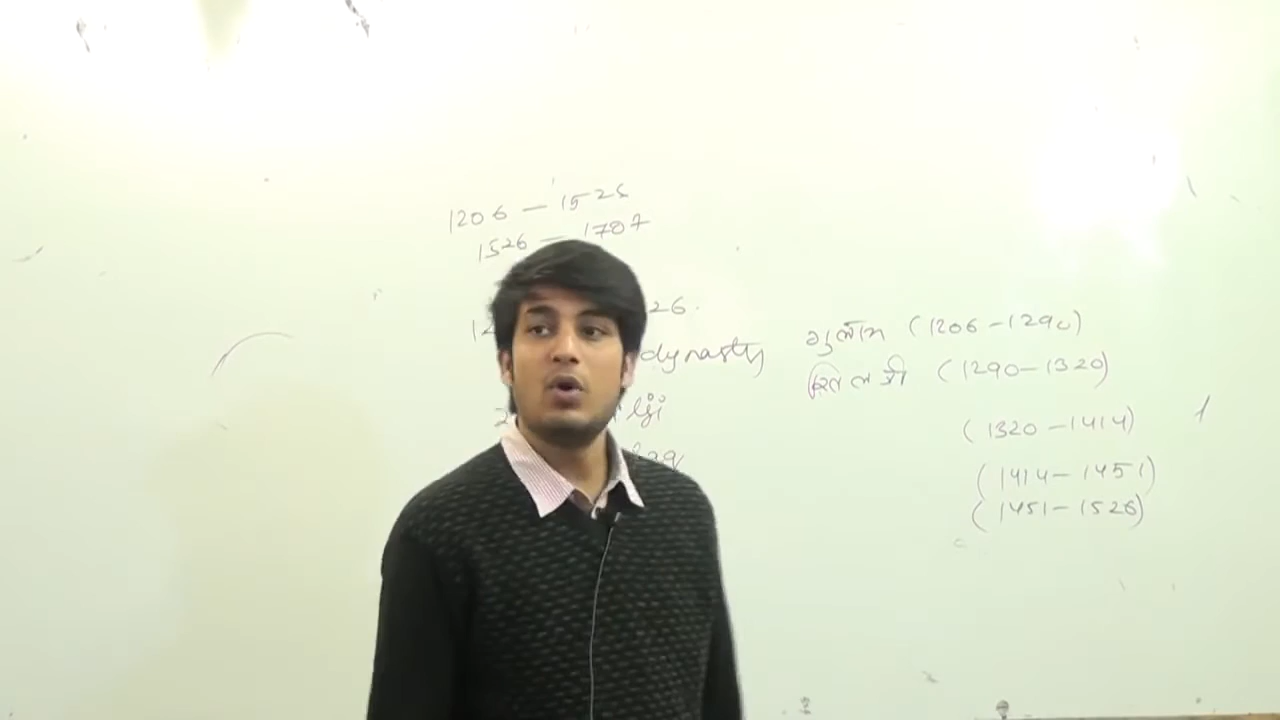 1206 – 1526
1526 – 1707
26.
dynasty गुलाम (1206 – 1290)
खिलजी (1290 – 1320)
lji (1320 – 1414)
(1414 – 1451)
(1451 – 1526)